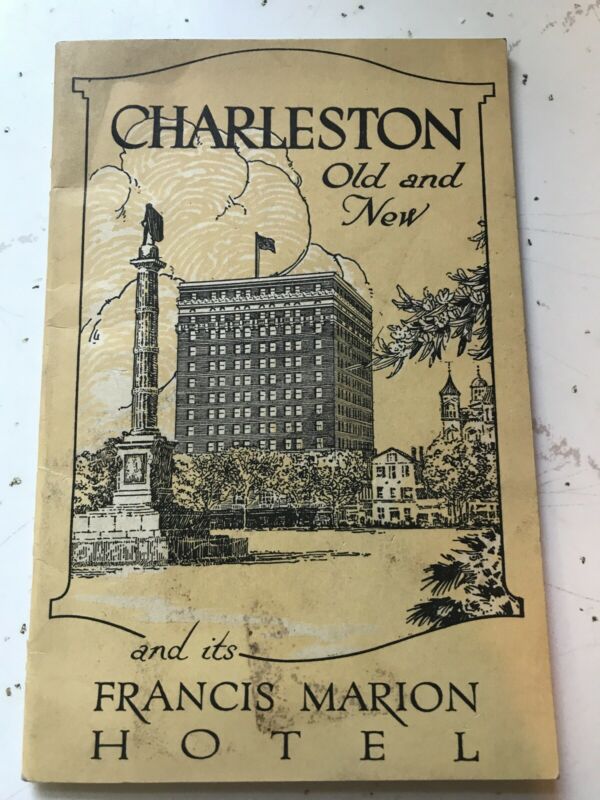 CHARLESTON
Old and
New
and its
FRANCIS MARION
HOTEL